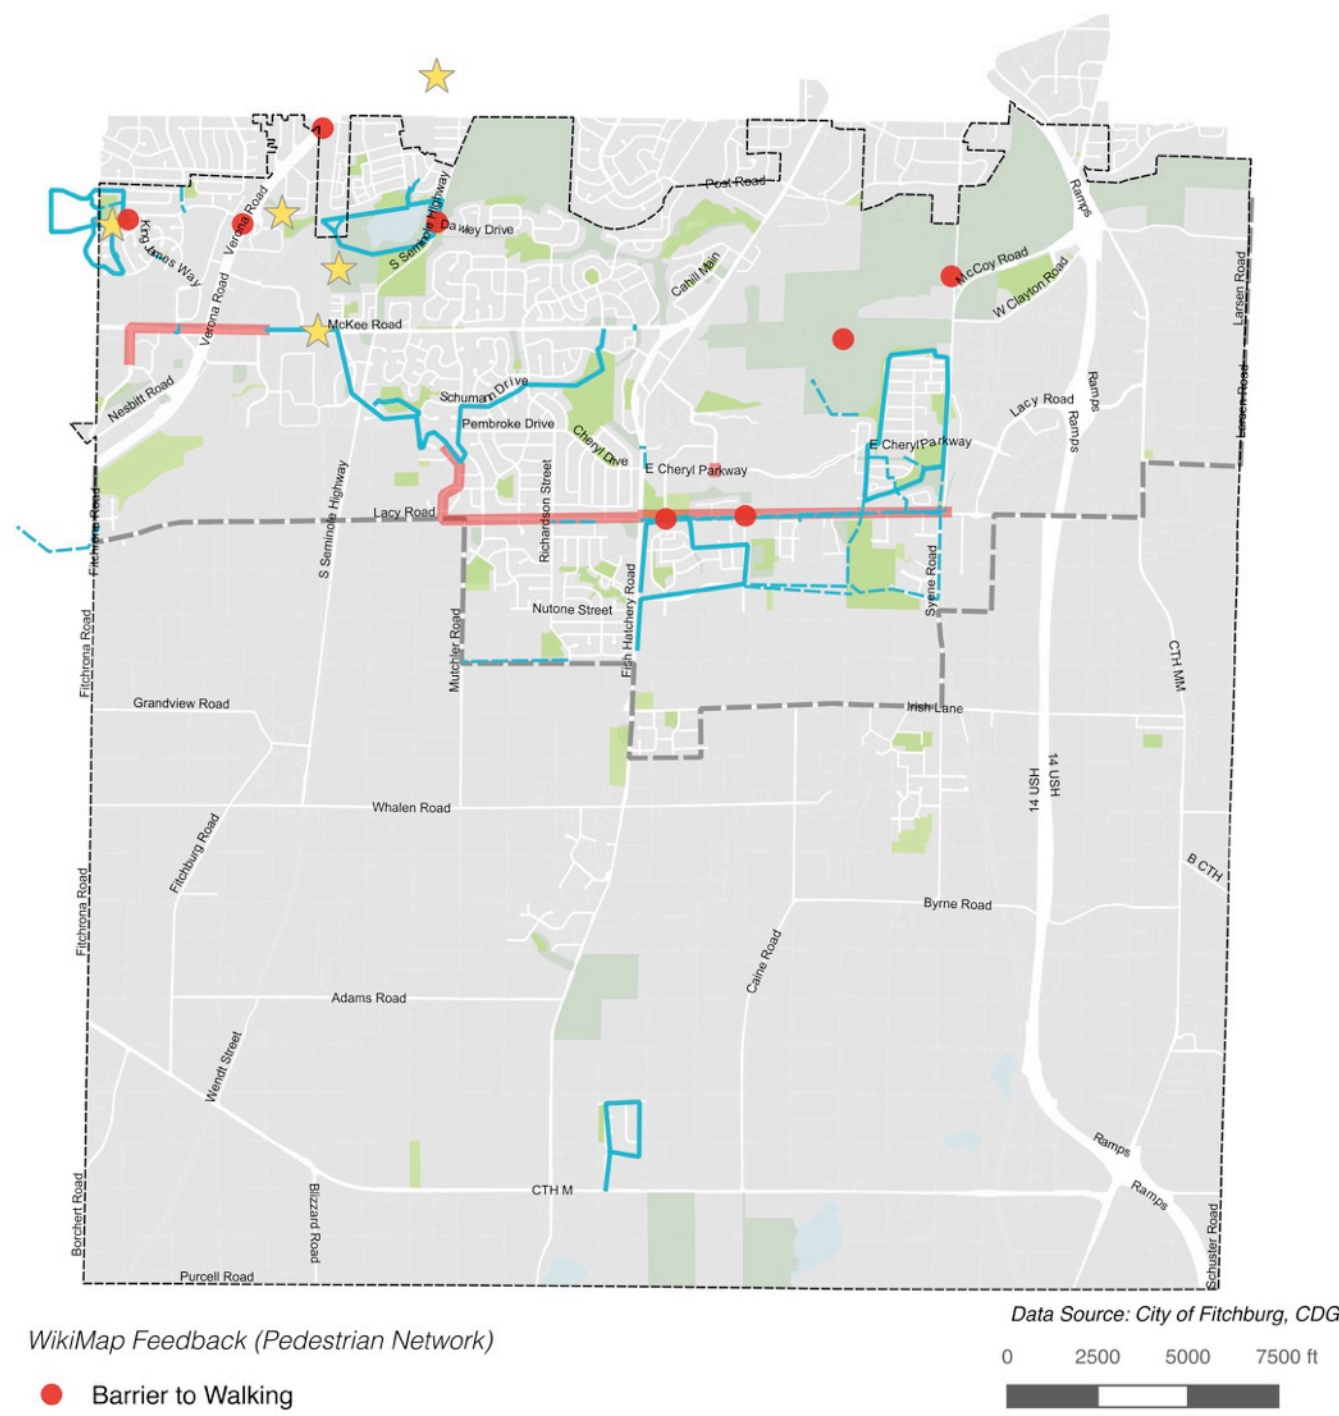 Post Road
Ramps
Verona Road
King James Way
S Seminole Highway
Dawley Drive
Cahill Main
McCoy Road
W Clayton Road
Larsen Road
Verona Road
McKee Road
Nesbitt Road
Schumann Drive
Pembroke Drive
Cheryl Drive
Lacy Road
Ramps
Ramps
Larsen Road
E Cheryl Parkway
E Cheryl Parkway
Lacy Road
Richardson Street
S Seminole Highway
Fitchrona Road
Nutone Street
Fish Hatchery Road
Syene Road
Fitchrona Road
Mutchler Road
CTH MM
Grandview Road
Irish Lane
14 USH
14 USH
Whalen Road
Fitchburg Road
B CTH
Fitchrona Road
Byrne Road
Caine Road
Adams Road
Wendt Street
Ramps
Ramps
CTH M
Borchert Road
Blizzard Road
Schuster Road
Purcell Road
Data Source: City of Fitchburg, CDG
WikiMap Feedback (Pedestrian Network)
0 2500 5000 7500 ft
Barrier to Walking